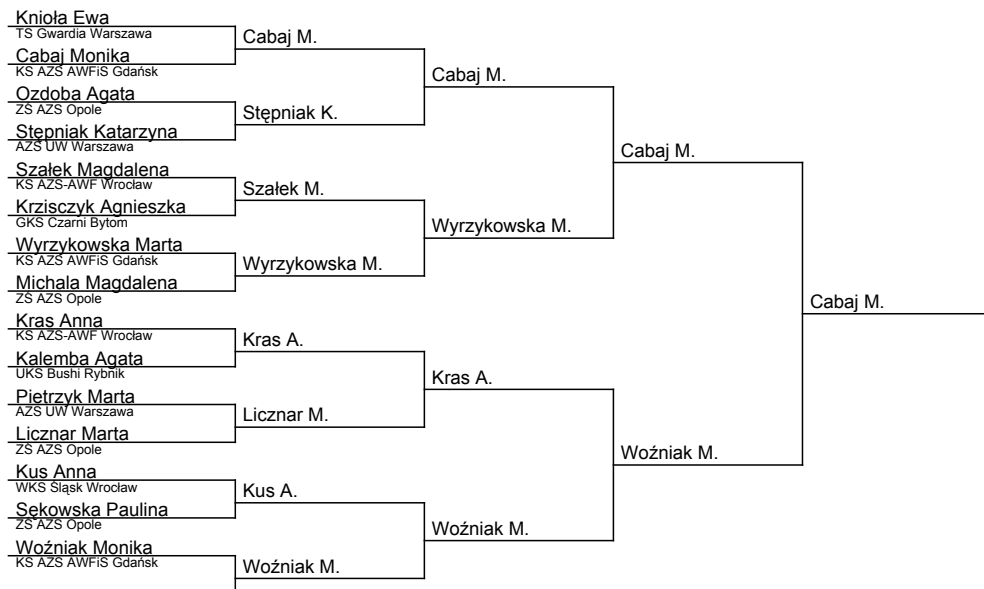 Knioła Ewa
TS Gwardia Warszawa
Cabaj M.
Cabaj Monika
KS AZS AWFiS Gdańsk
Cabaj M.
Ozdoba Agata
ZŚ AZS Opole
Stępniak K.
Stępniak Katarzyna
AZS UW Warszawa
Cabaj M.
Szałek Magdalena
KS AZS-AWF Wrocław
Szałek M.
Krzisczyk Agnieszka
GKS Czarni Bytom
Wyrzykowska M.
Wyrzykowska Marta
KS AZS AWFiS Gdańsk
Wyrzykowska M.
Michala Magdalena
ZŚ AZS Opole
Cabaj M.
Kras Anna
KS AZS-AWF Wrocław
Kras A.
Kalemba Agata
UKS Bushi Rybnik
Kras A.
Pietrzyk Marta
AZS UW Warszawa
Licznar M.
Licznar Marta
ZŚ AZS Opole
Woźniak M.
Kus Anna
WKS Śląsk Wrocław
Kus A.
Sękowska Paulina
ZŚ AZS Opole
Woźniak M.
Woźniak Monika
KS AZS AWFiS Gdańsk
Woźniak M.